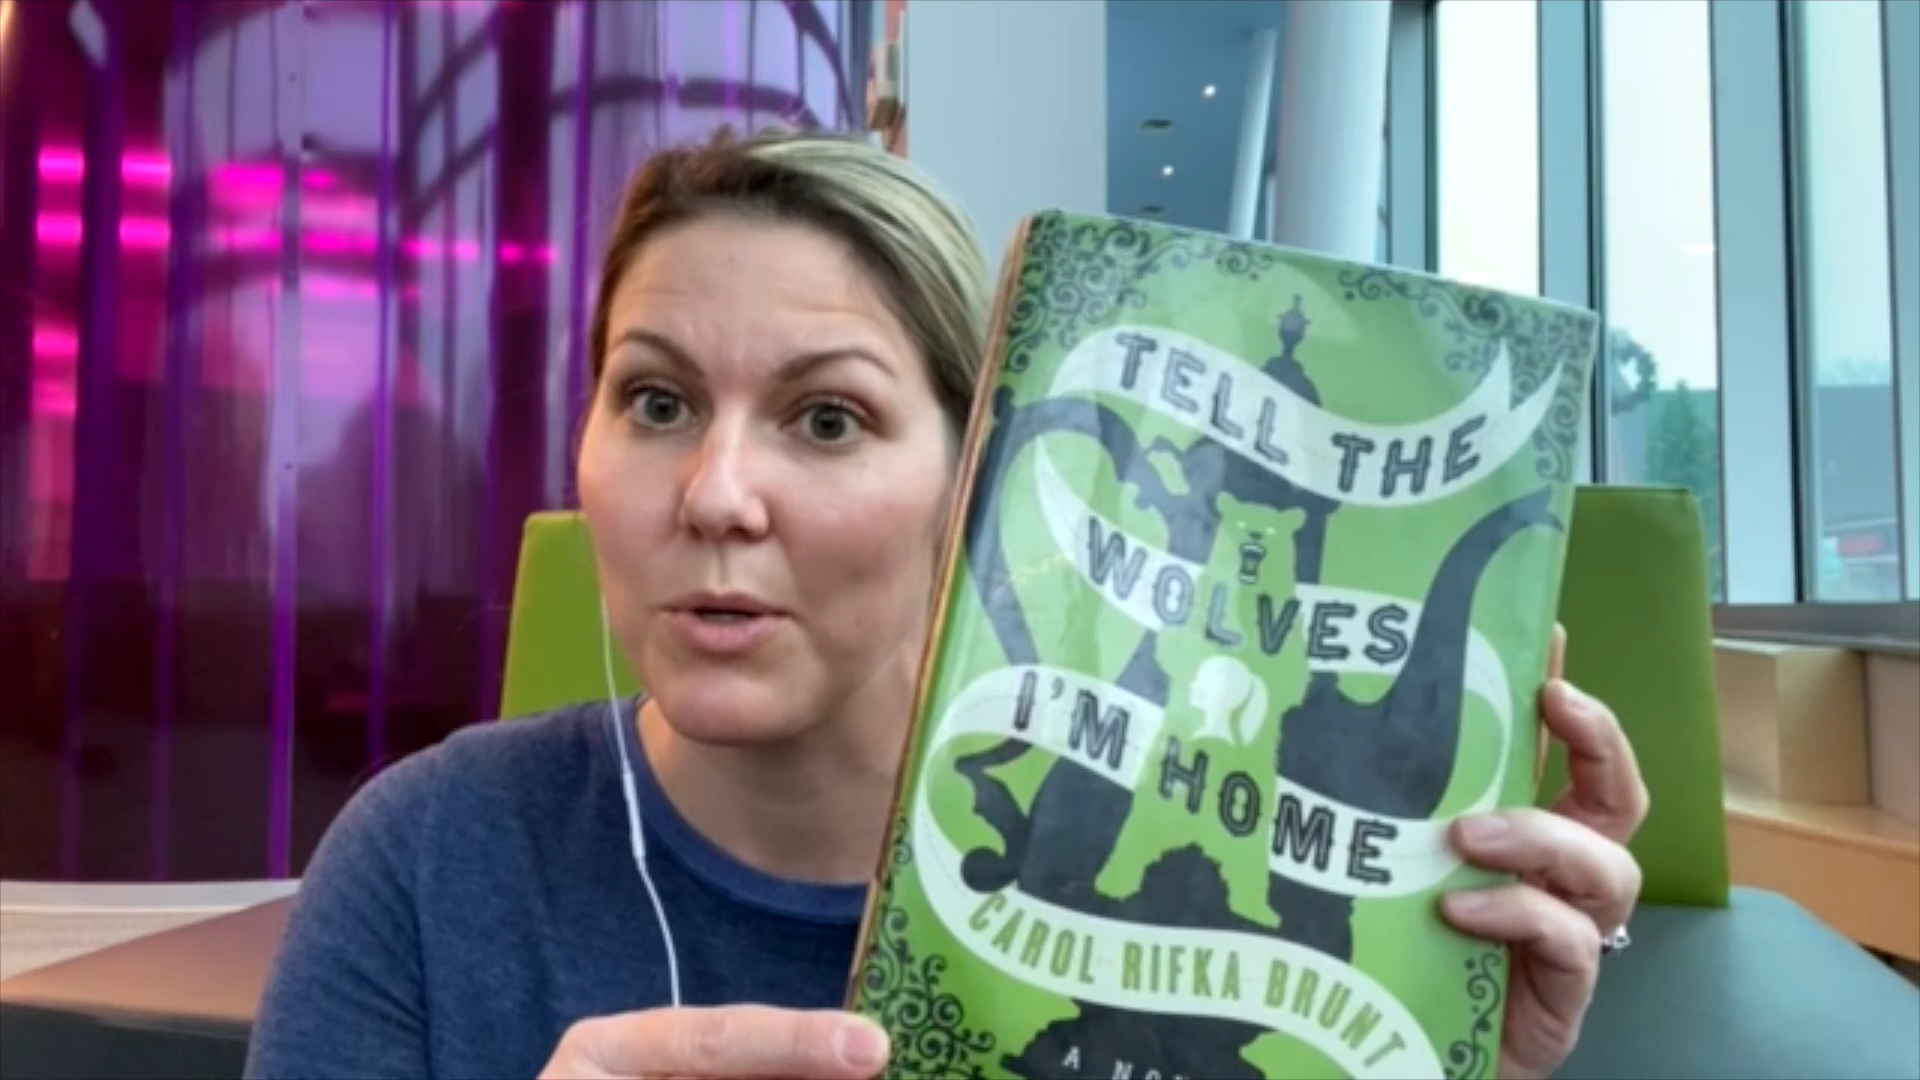 TELL THE
WOLVES
I'M HOME
CAROL RIFKA BRUNT
A